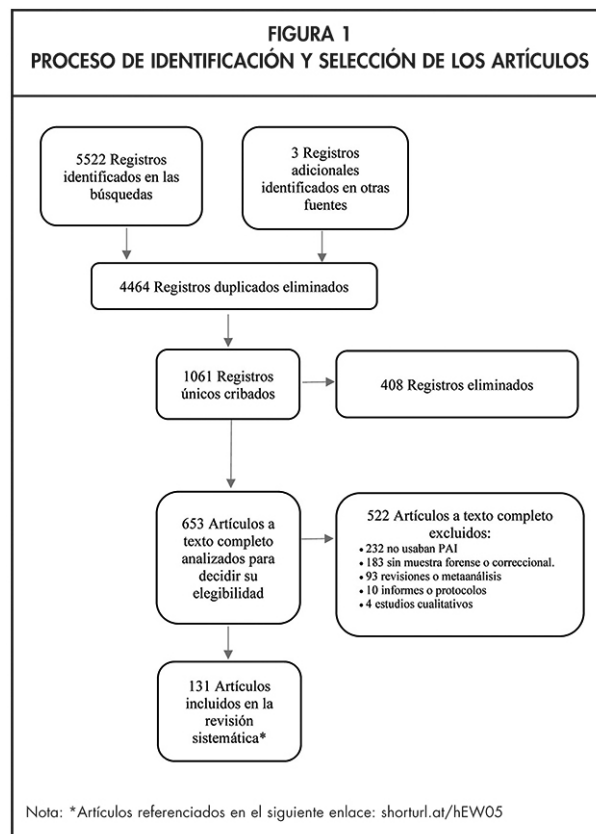 FIGURA 1
PROCESO DE IDENTIFICACIÓN Y SELECCIÓN DE LOS ARTÍCULOS
5522 Registros
identificados en las
búsquedas
3 Registros
adicionales
identificados en otras
fuentes
4464 Registros duplicados eliminados
1061 Registros
únicos cribados
408 Registros eliminados
653 Artículos a
texto completo
analizados para
decidir su
elegibilidad
522 Artículos a texto completo
excluidos:
• 232 no usaban PAI
• 183 sin muestra forense o correccional.
• 93 revisiones o metaanálisis
• 10 informes o protocolos
• 4 estudios cualitativos
131 Artículos
incluidos en la
revisión
sistemática*
Nota: *Artículos referenciados en el siguiente enlace: shorturl.at/hEW05